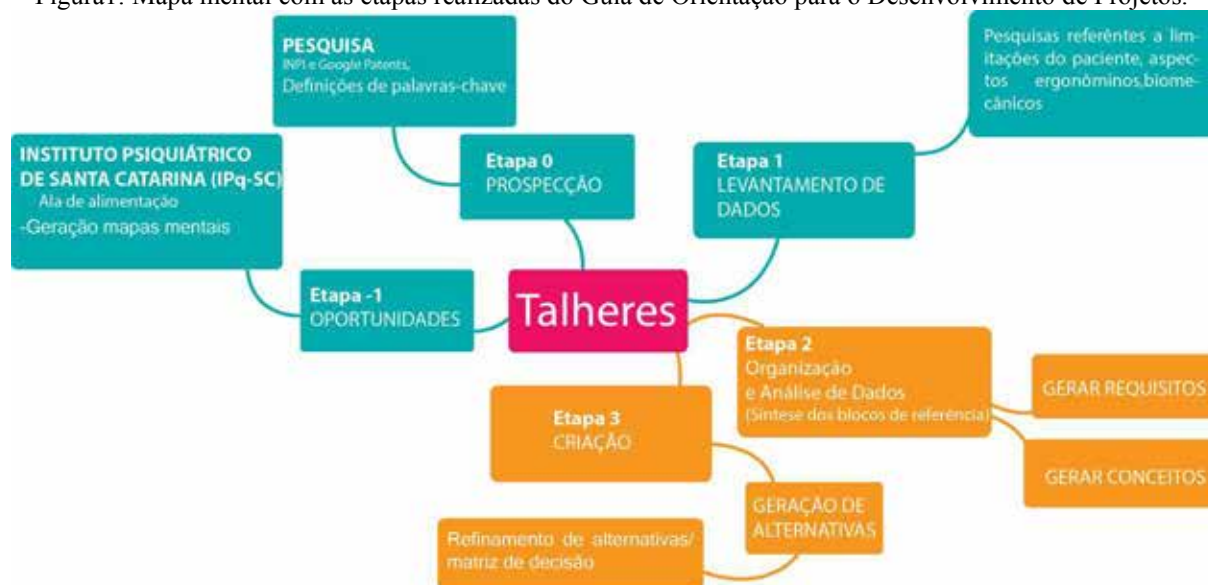 Figura1: Mapa mental com as etapas realizadas do Guia de Orientação para o Desenvolvimento de Projetos.
PESQUISA
INPI e Google Patents,
Definições de palavras-chave
Pesquisas referêntes a lim-
itações do paciente, aspec-
tos ergonôminos,biome-
cânicos
INSTITUTO PSIQUIÁTRICO
DE SANTA CATARINA (IPq-SC)
Ala de alimentação
-Geração mapas mentais
Etapa 0
PROSPECÇÃO
Etapa 1
LEVANTAMENTO DE
DADOS
Etapa -1
OPORTUNIDADES
Talheres
Etapa 2
Organização
e Análise de Dados
(Síntese dos blocos de referência)
GERAR REQUISITOS
GERAR CONCEITOS
Etapa 3
CRIAÇÃO
GERAÇÃO DE
ALTERNATIVAS
Refinamento de alternativas/
matriz de decisão